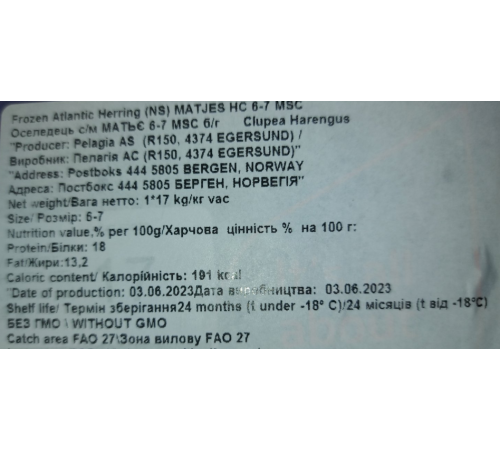 Frozen Atlantic Herring (NS) MATJES HC 6-7 MSC
Оселедець с/м МАТЬЄ 6-7 MSC б/г Clupea Harengus
"Producer: Pelagia AS (R150, 4374 EGERSUND) /
Виробник: Пелагія АС (R150, 4374 EGERSUND)"
"Address: Postboks 444 5805 BERGEN, NORWAY
Адреса: Постбокс 444 5805 БЕРГЕН, НОРВЕГІЯ"
Net weight/Вага нетто: 1*17 kg/кг vac
Size/ Розмір: 6-7
Nutrition value,% per 100g/Харчова цінність % на 100 г:
Protein/Білки: 18
Fat/Жири:13,2
Caloric content/ Калорійність: 191 kcal
"Date of production: 03.06.2023Дата виробництва: 03.06.2023
Shelf life/ Термін зберігання24 months (t under -18° C)/24 місяців (t від -18°C)
БЕЗ ГМО \ WITHOUT GMO
Catch area FAO 27\Зона вилову FAO 27